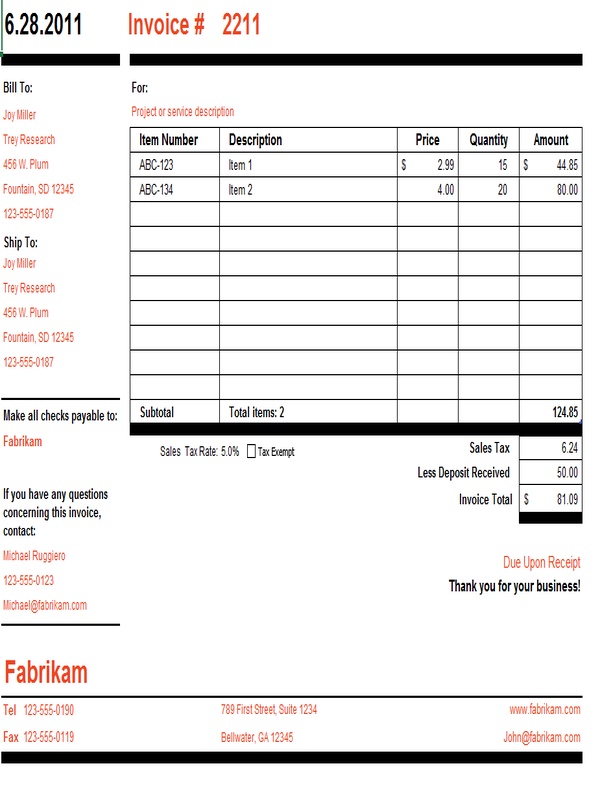 6.28.2011 Invoice # 2211
Bill To:
Joy Miller
Trey Research
456 W. Plum
Fountain, SD 12345
123-555-0187
Ship To:
Joy Miller
Trey Research
456 W. Plum
Fountain, SD 12345
123-555-0187
Make all checks payable to:
Fabrikam
If you have any questions
concerning this invoice,
contact:
Michael Ruggiero
123-555-0123
Michael@fabrikam.com
For:
Project or service description
Item Number Description Price Quantity Amount
ABC-123 Item 1 $ 2.99 15 $ 44.85
ABC-134 Item 2 4.00 20 80.00
Subtotal Total items: 2 124.85
Sales Tax Rate: 5.0% Tax Exempt Sales Tax 6.24
Less Deposit Received 50.00
Invoice Total $ 81.09
Due Upon Receipt
Thank you for your business!
Fabrikam
Tel 123-555-0190 789 First Street, Suite 1234 www.fabrikam.com
Fax 123-555-0119 Bellwater, GA 12345 John@fabrikam.com